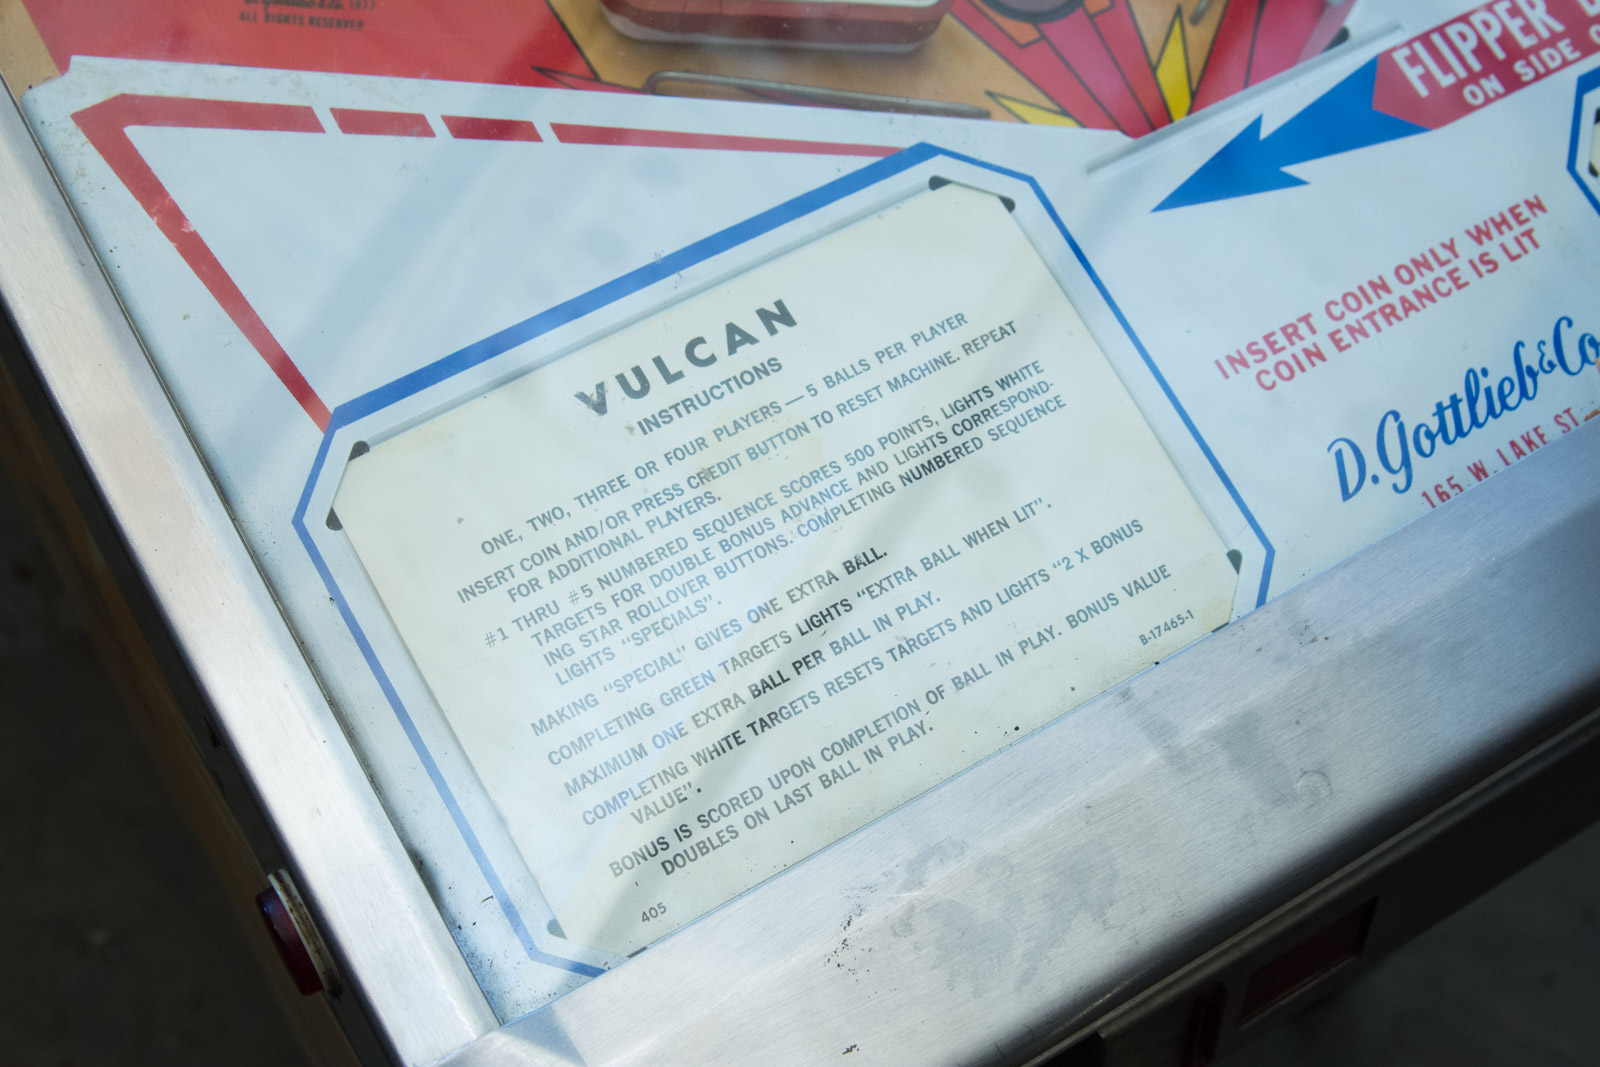 1977
ALL RIGHTS RESERVED
FLIPPER
ON SIDE
INSERT COIN ONLY WHEN
COIN ENTRANCE IS LIT
D. Gottlieb & Co
165 W. LAKE ST.
VULCAN
INSTRUCTIONS
ONE, TWO, THREE OR FOUR PLAYERS — 5 BALLS PER PLAYER
INSERT COIN AND/OR PRESS CREDIT BUTTON TO RESET MACHINE. REPEAT
FOR ADDITIONAL PLAYERS.
#1 THRU #5 NUMBERED SEQUENCE SCORES 500 POINTS, LIGHTS WHITE
TARGETS FOR DOUBLE BONUS ADVANCE AND LIGHTS CORRESPOND-
ING STAR ROLLOVER BUTTONS. COMPLETING NUMBERED SEQUENCE
LIGHTS "SPECIALS".
MAKING "SPECIAL" GIVES ONE EXTRA BALL.
COMPLETING GREEN TARGETS LIGHTS "EXTRA BALL WHEN LIT".
MAXIMUM ONE EXTRA BALL PER BALL IN PLAY.
COMPLETING WHITE TARGETS RESETS TARGETS AND LIGHTS "2 X BONUS
VALUE".
BONUS IS SCORED UPON COMPLETION OF BALL IN PLAY. BONUS VALUE
DOUBLES ON LAST BALL IN PLAY.
405
B-17465-1